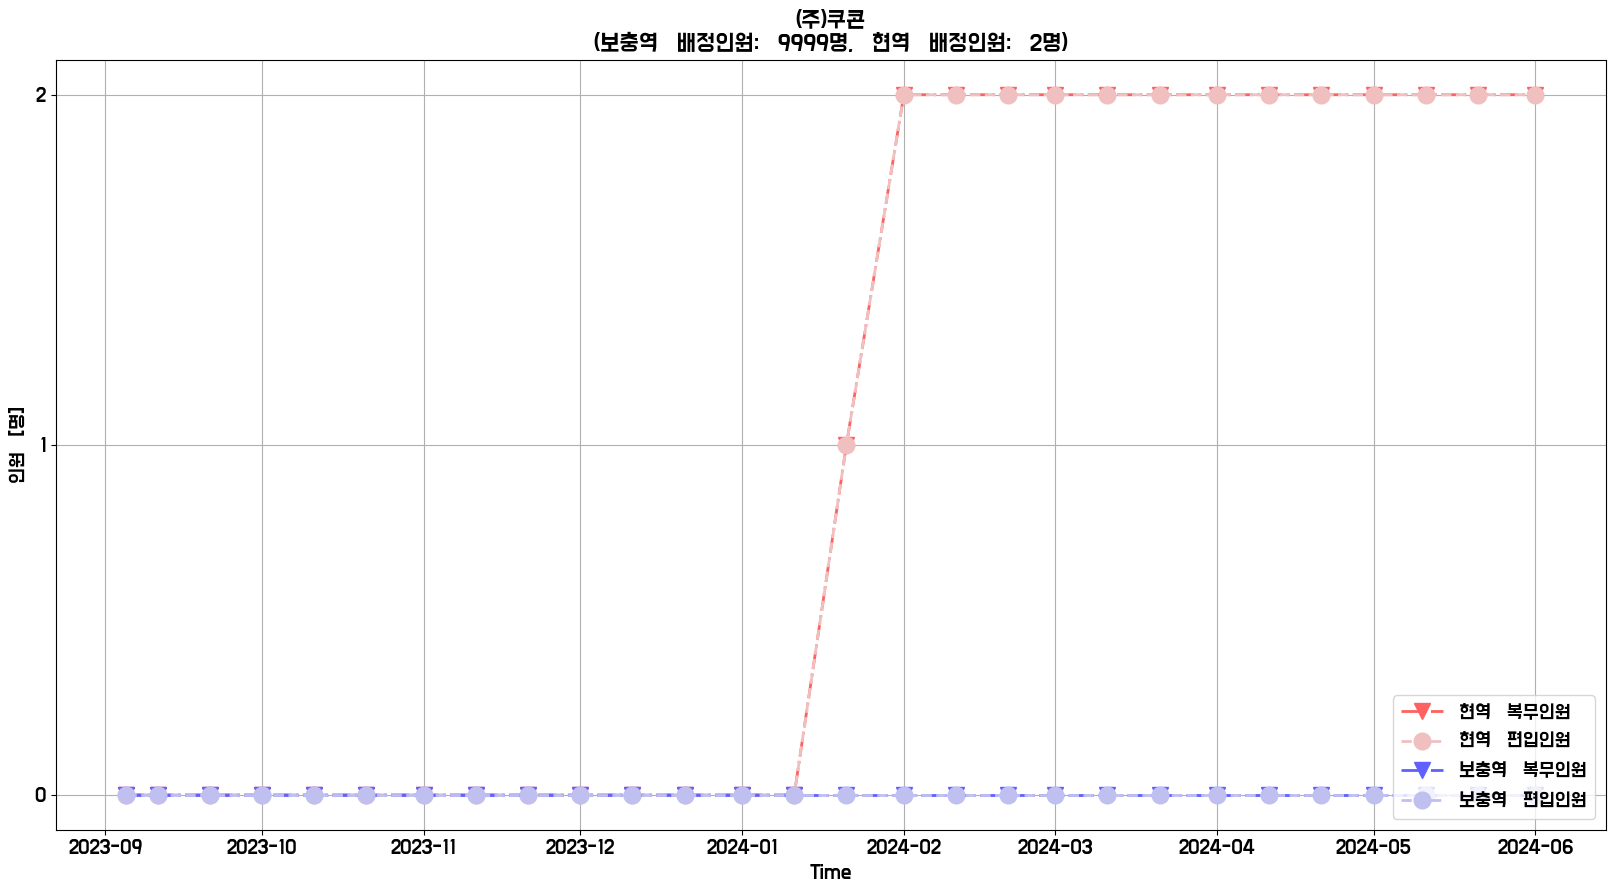 (주)쿠콘
(보충역 배정인원: 9999명, 현역 배정인원: 2명)
인원 [명]
2
1
0
2023-09 2023-10 2023-11 2023-12 2024-01 2024-02 2024-03 2024-04 2024-05 2024-06
Time
현역 복무인원
현역 편입인원
보충역 복무인원
보충역 편입인원